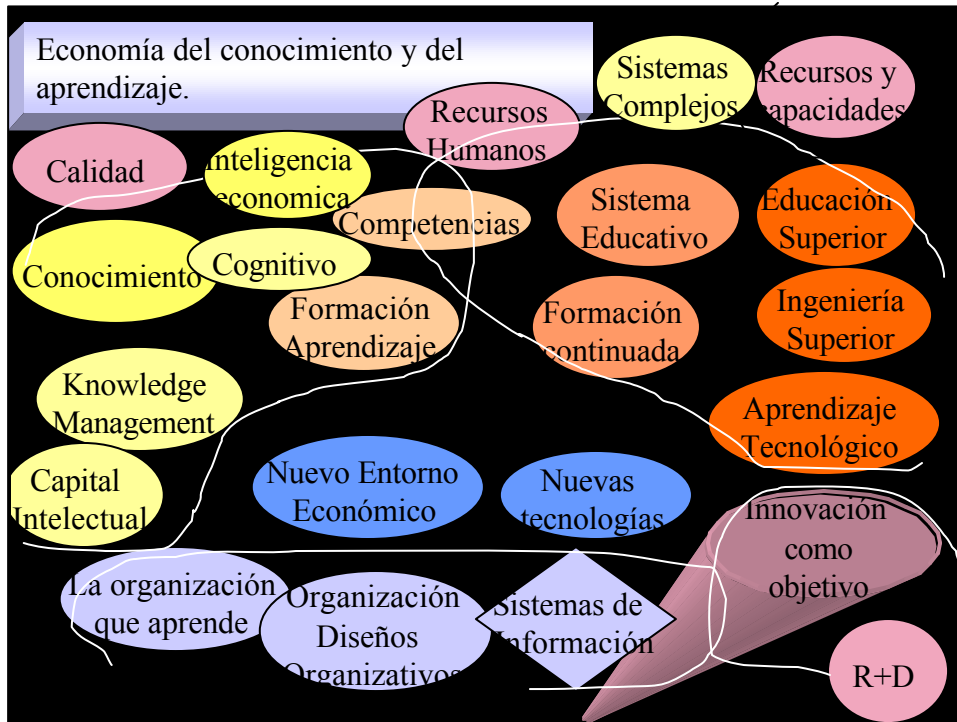 Economía del conocimiento y del
aprendizaje.
Sistemas
Complejos
Recursos y
capacidades
Recursos
Humanos
Calidad
Inteligencia
economica
Competencias
Sistema
Educativo
Educación
Superior
Conocimiento
Cognitivo
Formación
Aprendizaje
Formación
continuada
Ingeniería
Superior
Knowledge
Management
Aprendizaje
Tecnológico
Capital
Intelectual
Nuevo Entorno
Económico
Nuevas
tecnologías
Innovación
como
objetivo
La organización
que aprende
Organización
Diseños
Organizativos
Sistemas de
Información
R+D